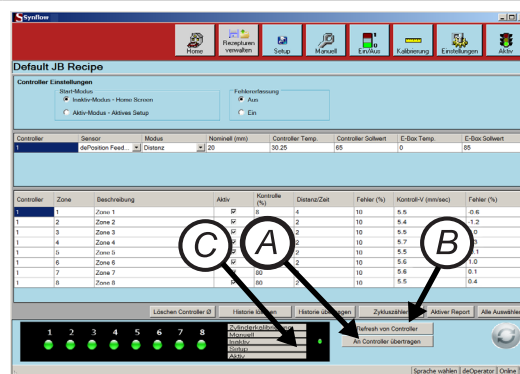 Synflow
Home
Rezepturen verwalten
Setup
Manuell
Ein/Aus
Kalibrierung
Einstellungen
Aktiv
Default JB Recipe
Controller Einstellungen
Start-Modus
Inaktiv-Modus - Home Screen
Aktiv-Modus - Aktives Setup
Fehlererfassung
Aus
Ein
Controller Sensor Modus Nominell (mm) Controller Temp. Controller Sollwert E-Box Temp. E-Box Sollwert
1 dePosition Feed... Distanz 20 30.25 65 0 85
Controller Zone Beschreibung Aktiv Kontrolle (%) Distanz/Zeit Fehler (%) Kontroll-V (mm/sec) Fehler (%)
1 1 Zone 1 8 4 10 5.5 -0.6
1 2 Zone 2 2 10 5.4 -1.2
1 3 Zone 3 2 10 5.5
1 4 Zone 4 2 10 5.7
1 5 Zone 5 2 10 5.5
1 6 Zone 6 2 10 5.6 1.0
1 7 Zone 7 80 2 10 5.6 0.1
1 8 Zone 8 80 2 10 5.5 0.4
C A B
Löschen Controller Ø Historie Historie Aktiver Report Alle Auswählen
1 2 3 4 5 6 7 8
Manuell
Inaktiv
Setup
Aktiv
Refresh von Controller
An Controller übertragen
Sprache wählen deOperator Online